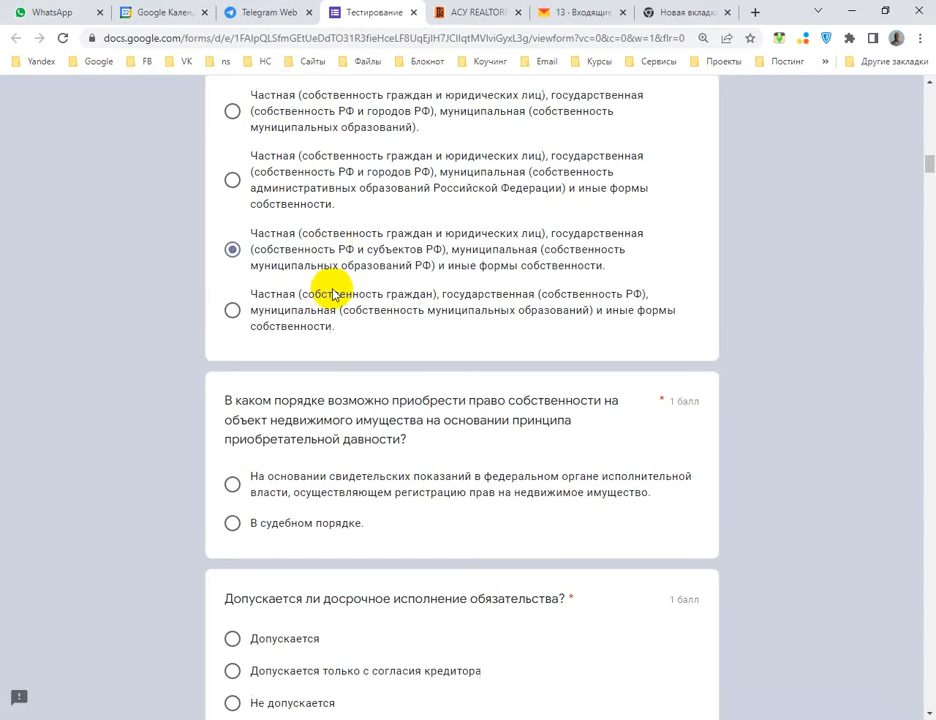 WhatsApp
Google Кален
Telegram Web
Тестирование
АСУ REALTOR
13 - Входящие
Новая вкладк
docs.google.com/forms/d/e/1FAIpQLSfmGEtUeDdTO31R3fieHceLF8UqEjIH7JCIIqtMVIviGyxL3g/viewform?vc=0&c=0&w=1&flr=0
Yandex
Google
FB
VK
ns
НС
Сайты
Файлы
Блокнот
Коучинг
Email
Курсы
Сервисы
Проекты
Постинг
»
Другие закладки
Частная (собственность граждан и юридических лиц), государственная
(собственность РФ и городов РФ), муниципальная (собственность
муниципальных образований).
Частная (собственность граждан и юридических лиц), государственная
(собственность РФ и городов РФ), муниципальная (собственность
административных образований Российской Федерации) и иные формы
собственности.
Частная (собственность граждан и юридических лиц), государственная
(собственность РФ и субъектов РФ), муниципальная (собственность
муниципальных образований РФ) и иные формы собственности.
Частная (собственность граждан), государственная (собственность РФ),
муниципальная (собственность муниципальных образований) и иные формы
собственности.
В каком порядке возможно приобрести право собственности на * 1 балл
объект недвижимого имущества на основании принципа
приобретательной давности?
На основании свидетельских показаний в федеральном органе исполнительной
власти, осуществляющем регистрацию прав на недвижимое имущество.
В судебном порядке.
Допускается ли досрочное исполнение обязательства? * 1 балл
Допускается
Допускается только с согласия кредитора
Не допускается